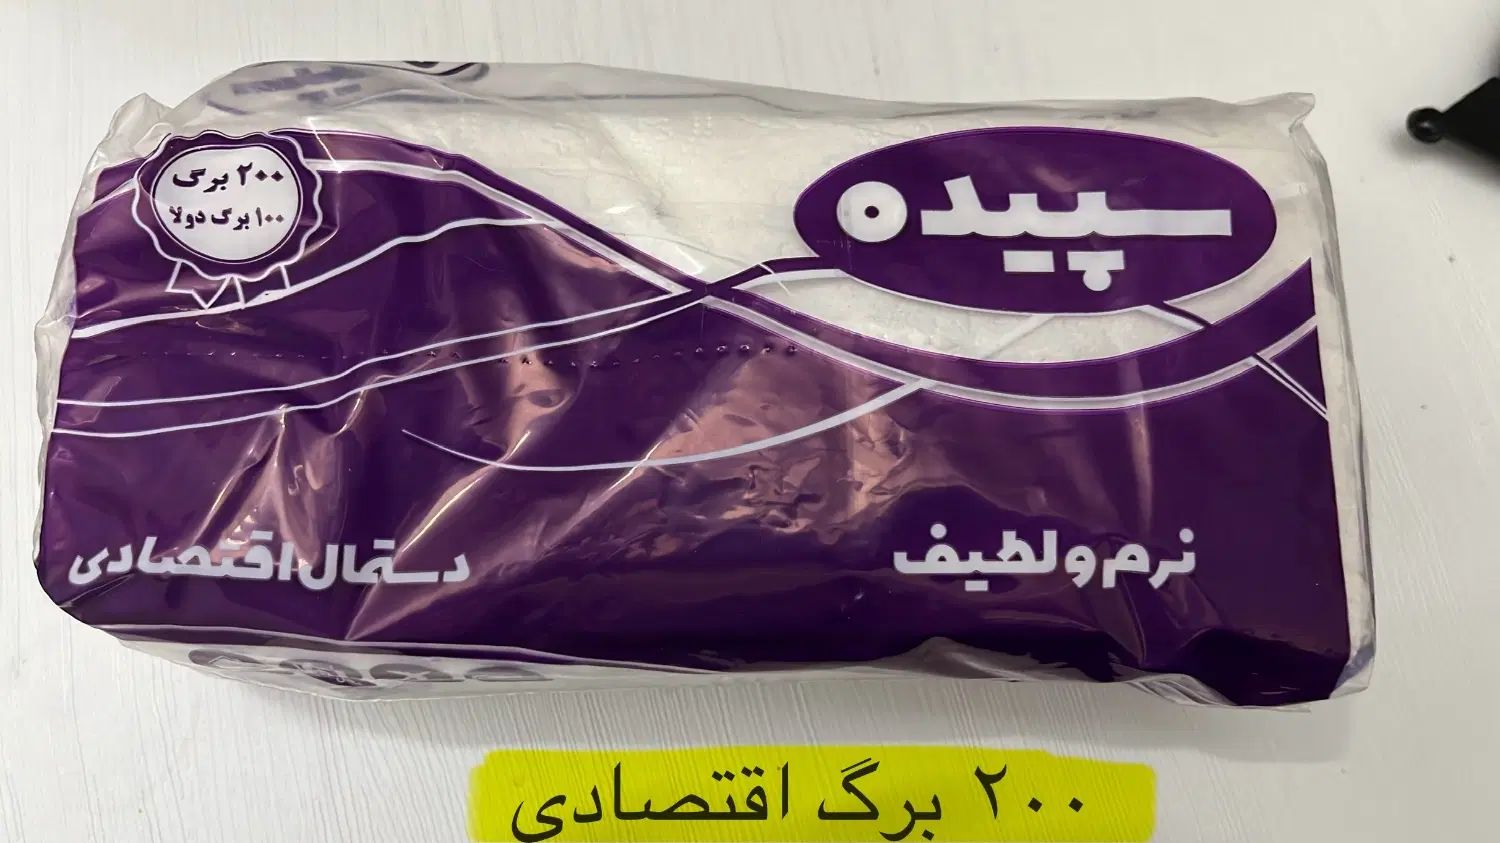 ۲۰۰ برگ
۱۰۰ برگ دولا
سپیده
نرم و لطیف
دستمال اقتصادی
۲۰۰ برگ اقتصادی